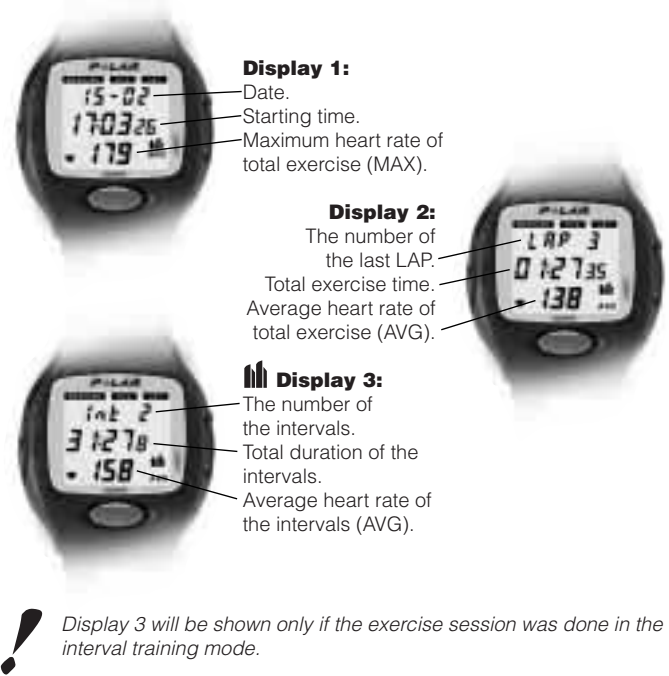 POLAR
15-02
17:03 26
179
Display 1:
Date.
Starting time.
Maximum heart rate of
total exercise (MAX).
POLAR
LAP 3
0 1:27 35
138
Display 2:
The number of
the last LAP.
Total exercise time.
Average heart rate of
total exercise (AVG).
POLAR
int 2
31:27 8
158
Display 3:
The number of
the intervals.
Total duration of the
intervals.
Average heart rate of
the intervals (AVG).
! Display 3 will be shown only if the exercise session was done in the
interval training mode.